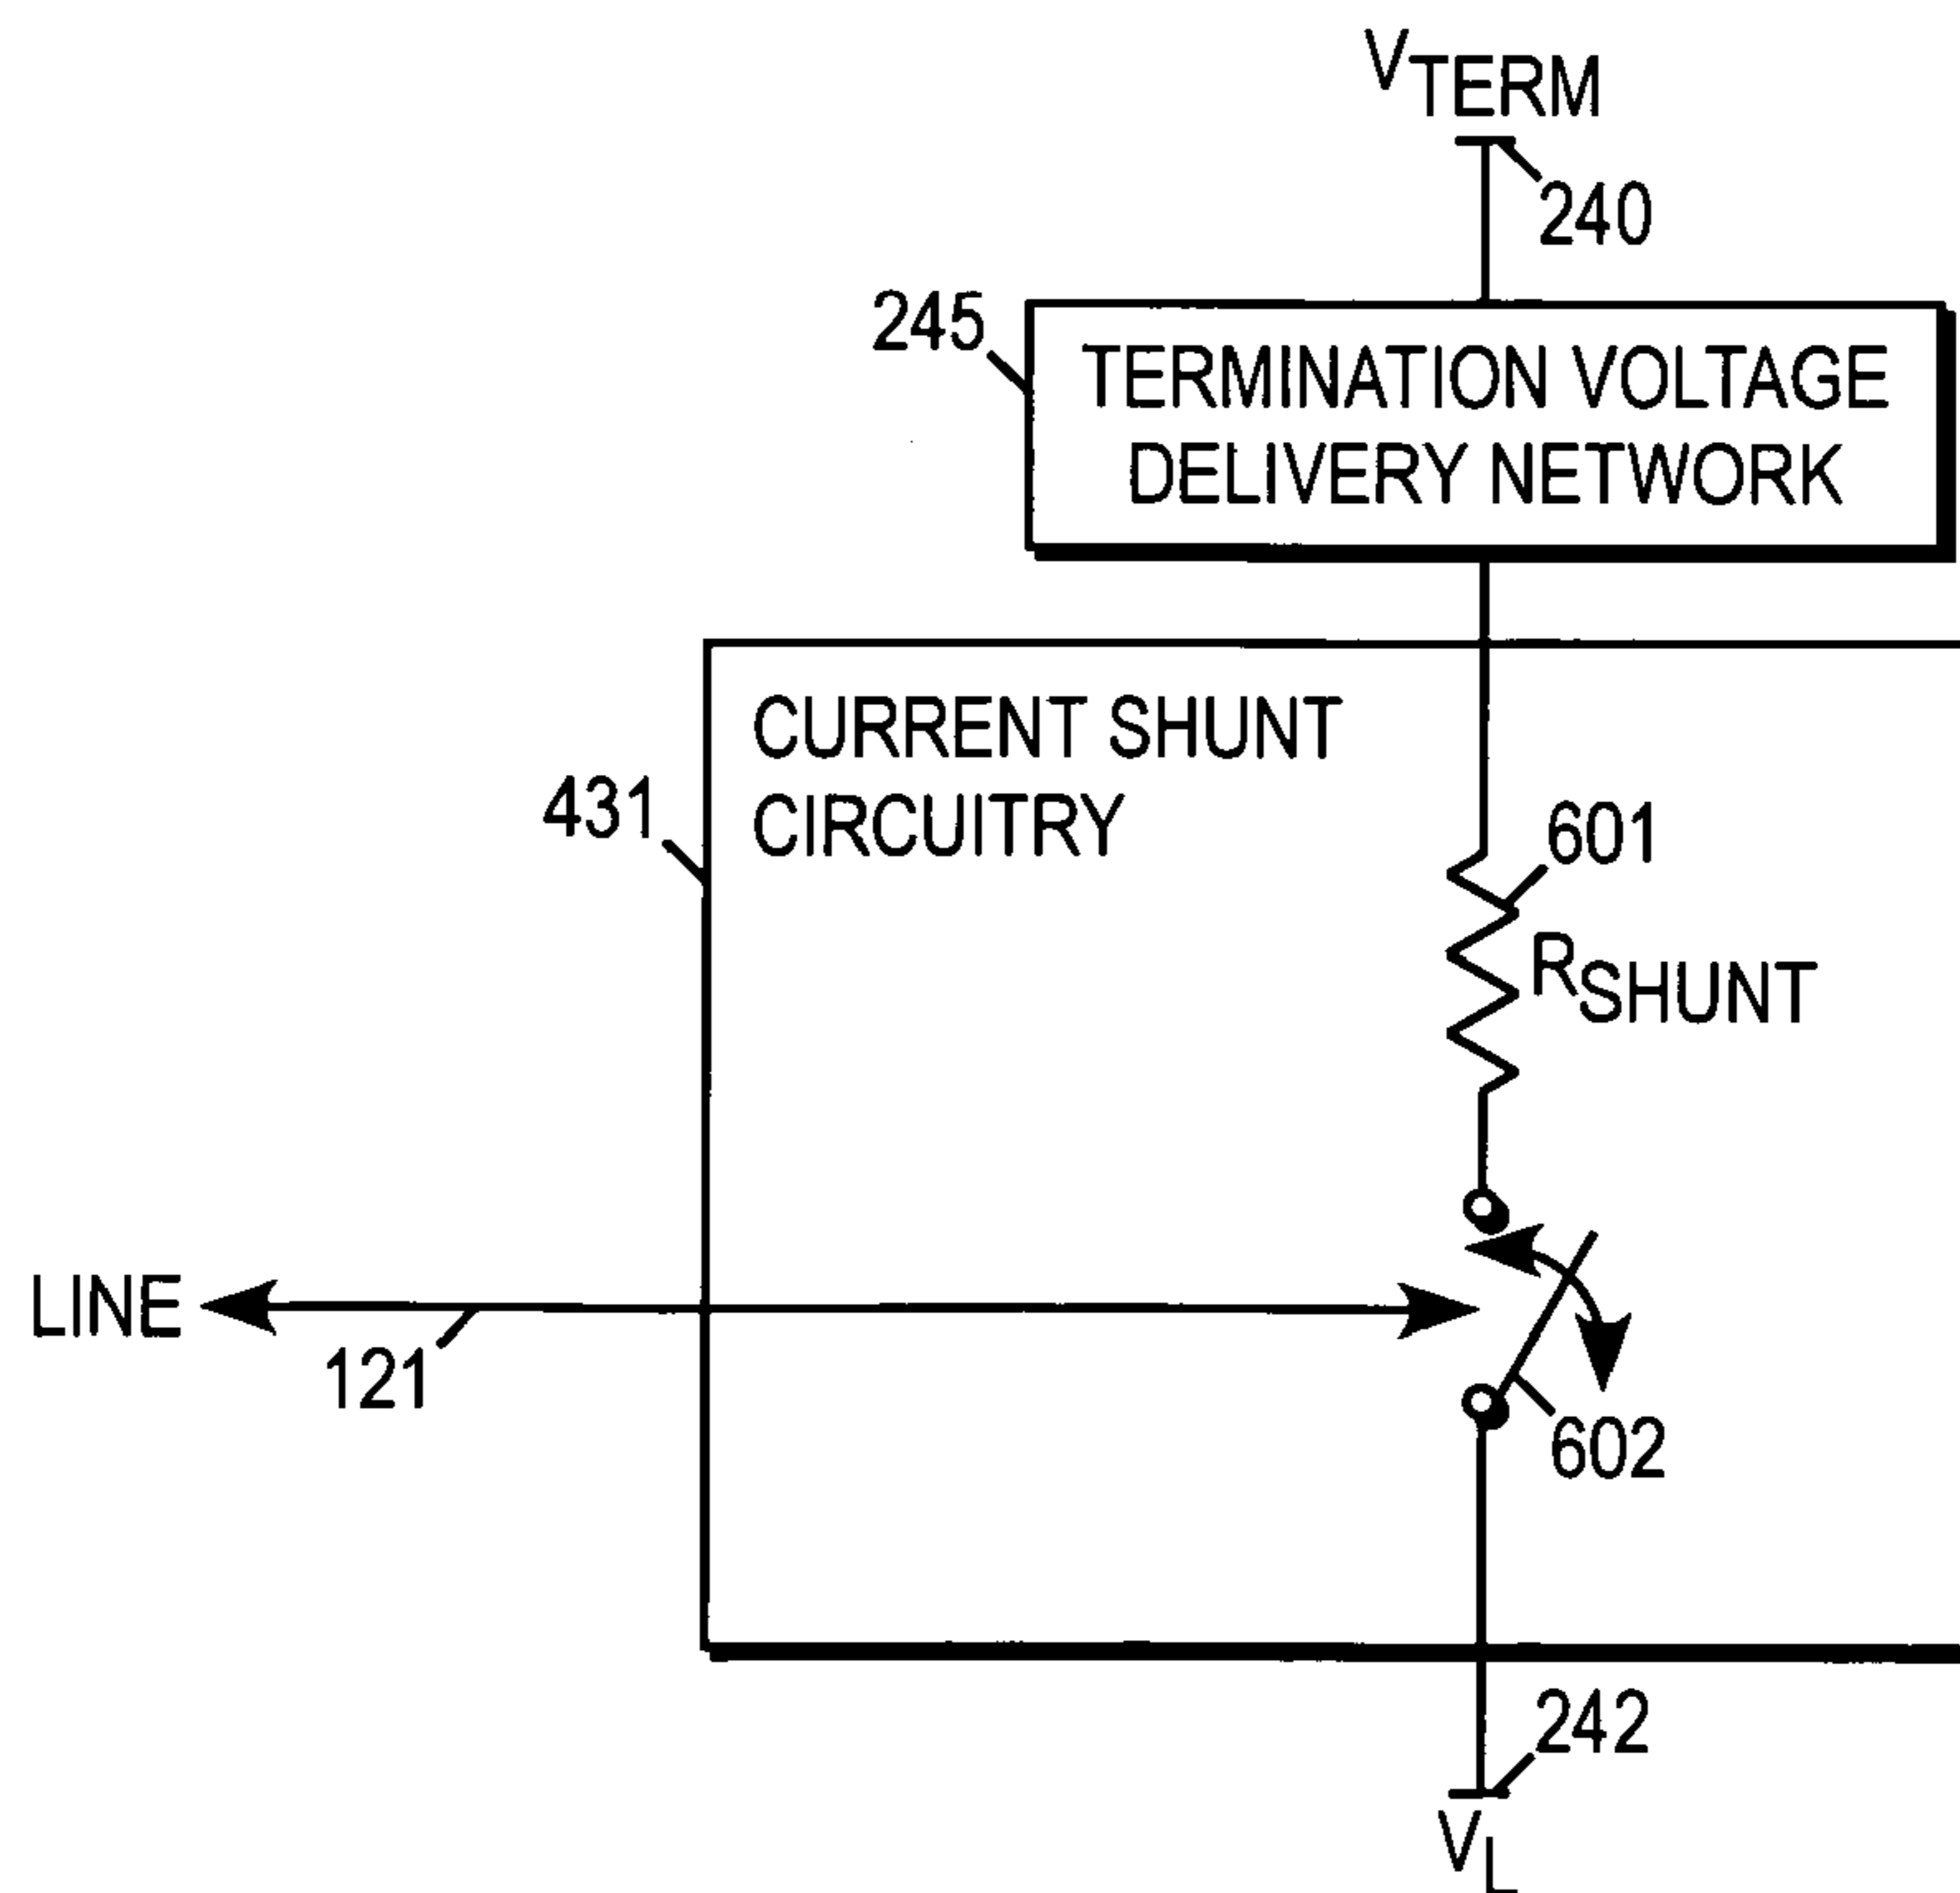 VTERM
240
245
TERMINATION VOLTAGE
DELIVERY NETWORK
CURRENT SHUNT
CIRCUITRY
431
601
RSHUNT
LINE
121
602
242
VL